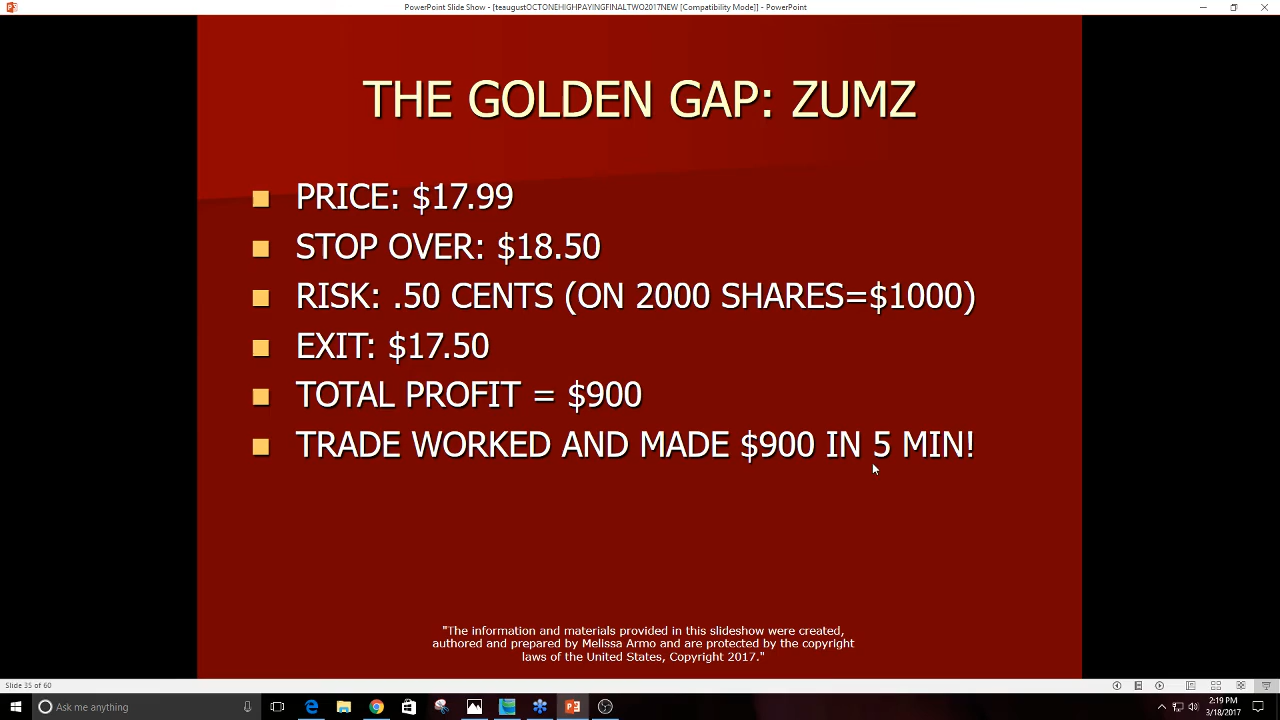 PowerPoint Slide Show - [teaugustOCTONEHIGHPAYINGFINALTWO2017NEW [Compatibility Mode]] - PowerPoint
THE GOLDEN GAP: ZUMZ
PRICE: $17.99
STOP OVER: $18.50
RISK: .50 CENTS (ON 2000 SHARES=$1000)
EXIT: $17.50
TOTAL PROFIT = $900
TRADE WORKED AND MADE $900 IN 5 MIN!
"The information and materials provided in this slideshow were created,
authored and prepared by Melissa Armo and are protected by the copyright
laws of the United States, Copyright 2017."
Slide 35 of 60
Ask me anything
2:19 PM
3/18/2017